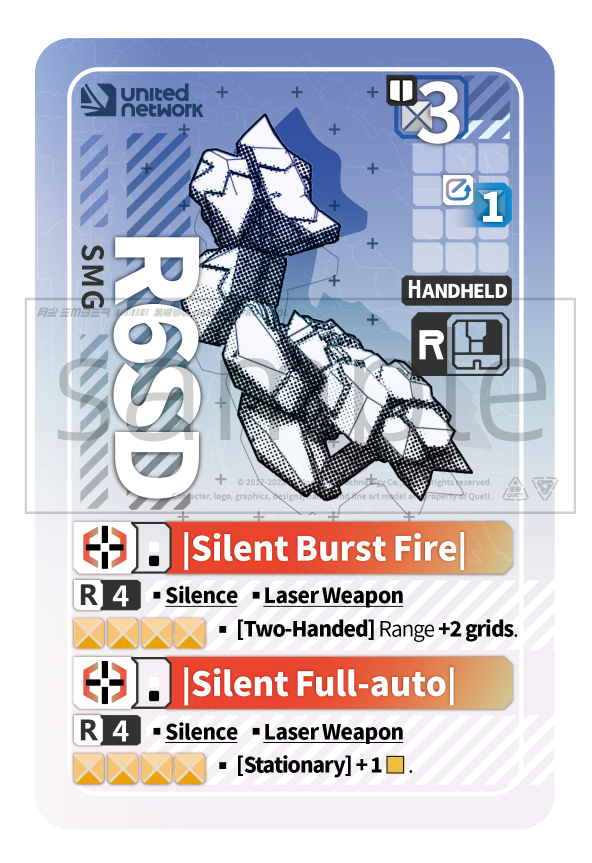 United
Network
3
1
HANDHELD
R
SMG
R6SD
sample
|Silent Burst Fire|
R 4 ▪ Silence ▪ Laser Weapon
▪ [Two-Handed] Range +2 grids.
|Silent Full-auto|
R 4 ▪ Silence ▪ Laser Weapon
▪ [Stationary] +1 .